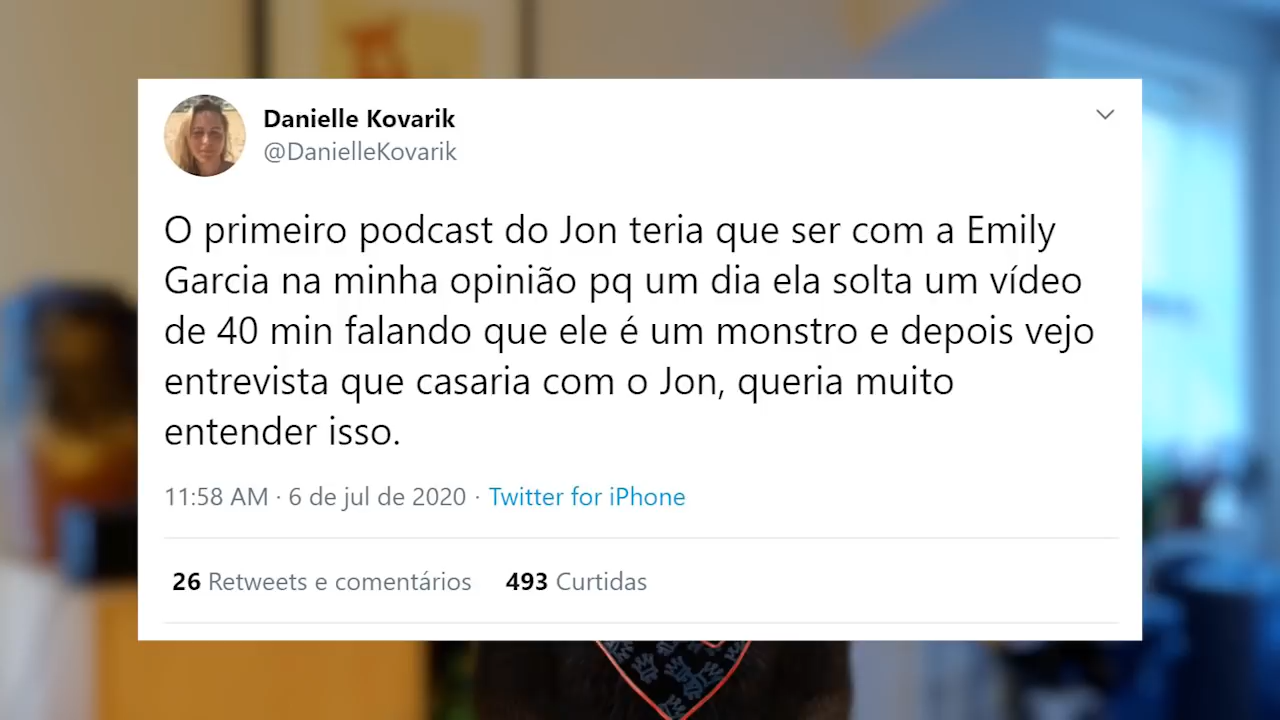 Danielle Kovarik
@DanielleKovarik
O primeiro podcast do Jon teria que ser com a Emily
Garcia na minha opinião pq um dia ela solta um vídeo
de 40 min falando que ele é um monstro e depois vejo
entrevista que casaria com o Jon, queria muito
entender isso.
11:58 AM · 6 de jul de 2020 · Twitter for iPhone
26 Retweets e comentários 493 Curtidas